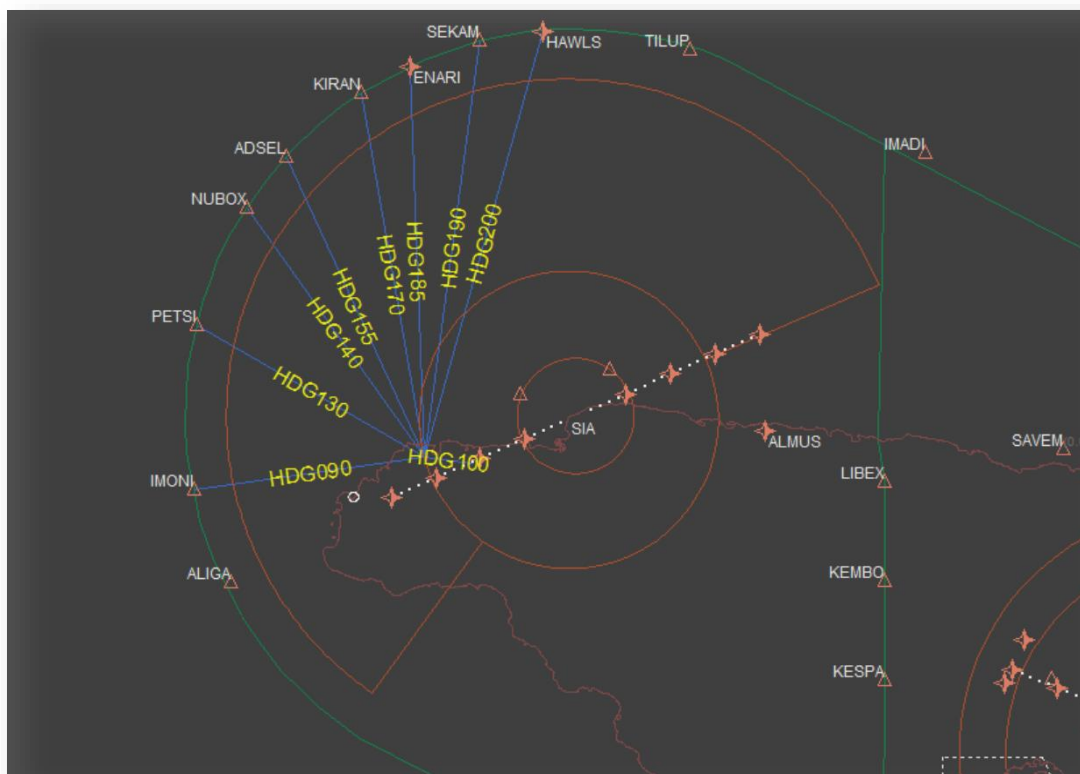 SEKAM
HAWLS
TILUP
ENARI
KIRAN
IMADI
ADSEL
NUBOX
HDG170
HDG185
HDG190
HDG200
PETSI
HDG155
HDG140
HDG130
SIA
ALMUS
SAVEM
HDG100
HDG090
IMONI
LIBEX
ALIGA
KEMBO
KESPA